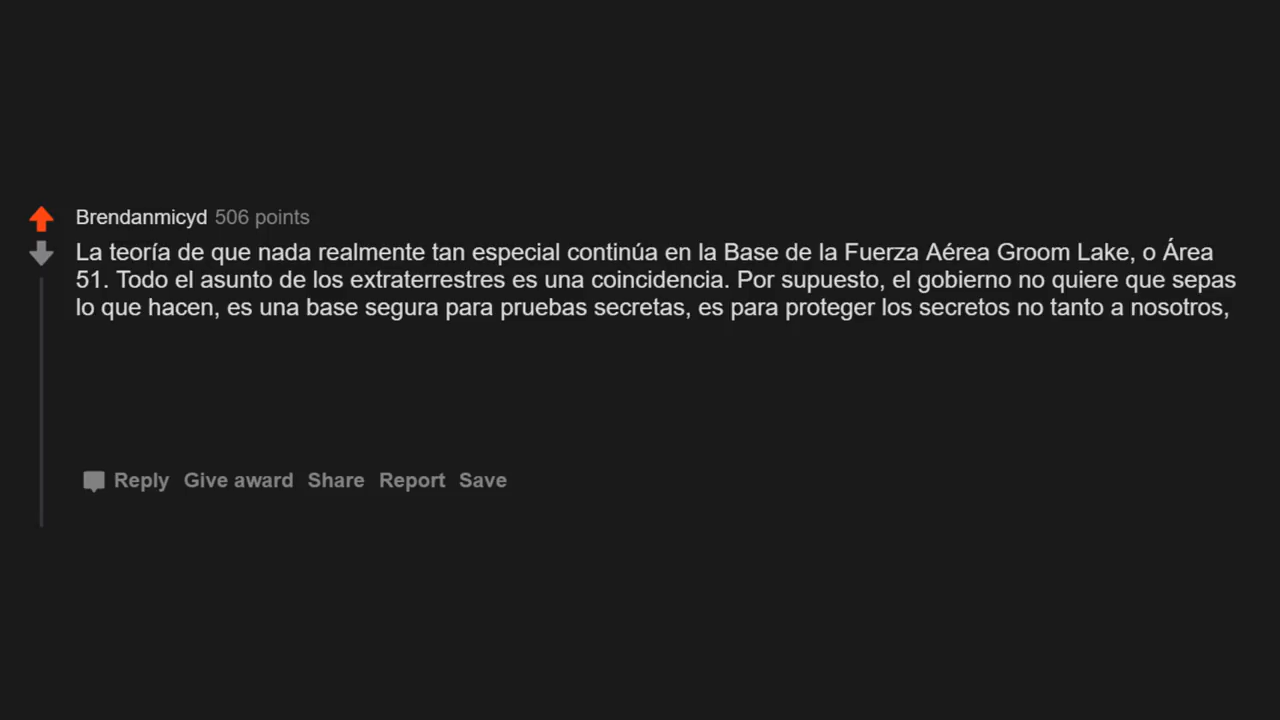 Brendanmicyd 506 points
La teoría de que nada realmente tan especial continúa en la Base de la Fuerza Aérea Groom Lake, o Área
51. Todo el asunto de los extraterrestres es una coincidencia. Por supuesto, el gobierno no quiere que sepas
lo que hacen, es una base segura para pruebas secretas, es para proteger los secretos no tanto a nosotros,
Reply Give award Share Report Save